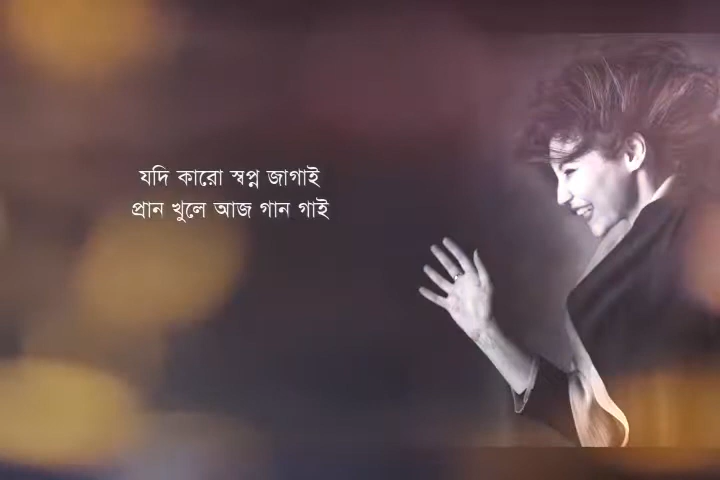 যদি কারো স্বপ্ন জাগাই
প্রান খুলে আজ গান গাই